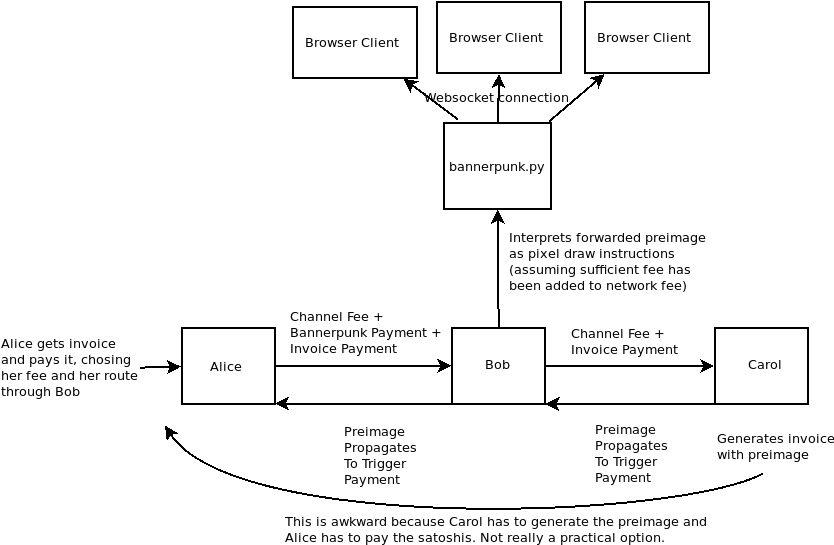 Browser Client
Browser Client
Browser Client
Websocket connection
bannerpunk.py
Interprets forwarded preimage
as pixel draw instructions
(assuming sufficient fee has
been added to network fee)
Alice gets invoice
and pays it, chosing
her fee and her route
through Bob
Alice
Channel Fee +
Bannerpunk Payment +
Invoice Payment
Bob
Channel Fee +
Invoice Payment
Carol
Preimage
Propagates
To Trigger
Payment
Preimage
Propagates
To Trigger
Payment
Generates invoice
with preimage
This is awkward because Carol has to generate the preimage and
Alice has to pay the satoshis. Not really a practical option.